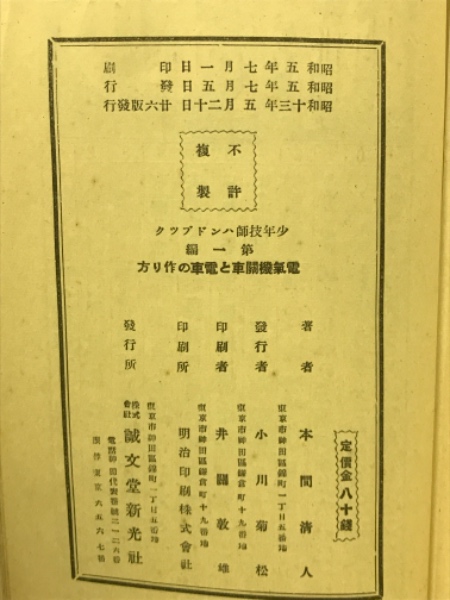 昭和五年七月一日印刷
昭和五年七月五日發行
昭和十三年五月二十日廿六版發行
不許
複製
少年技師ハンドブツク
第一編
電氣機關車と電車の作り方
定價金八十錢
著者 本間清人
東京市神田區錦町一丁目五番地
發行者 小川菊松
東京市神田區鎌倉町十九番地
印刷者 井關敦雄
東京市神田區鎌倉町十九番地
印刷所 明治印刷株式會社
東京市神田區錦町一丁目五番地
發行所 株式會社 誠文堂新光社